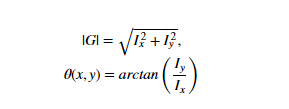 |G| = √(I_x^2 + I_y^2),
θ(x, y) = arctan(I_y / I_x)